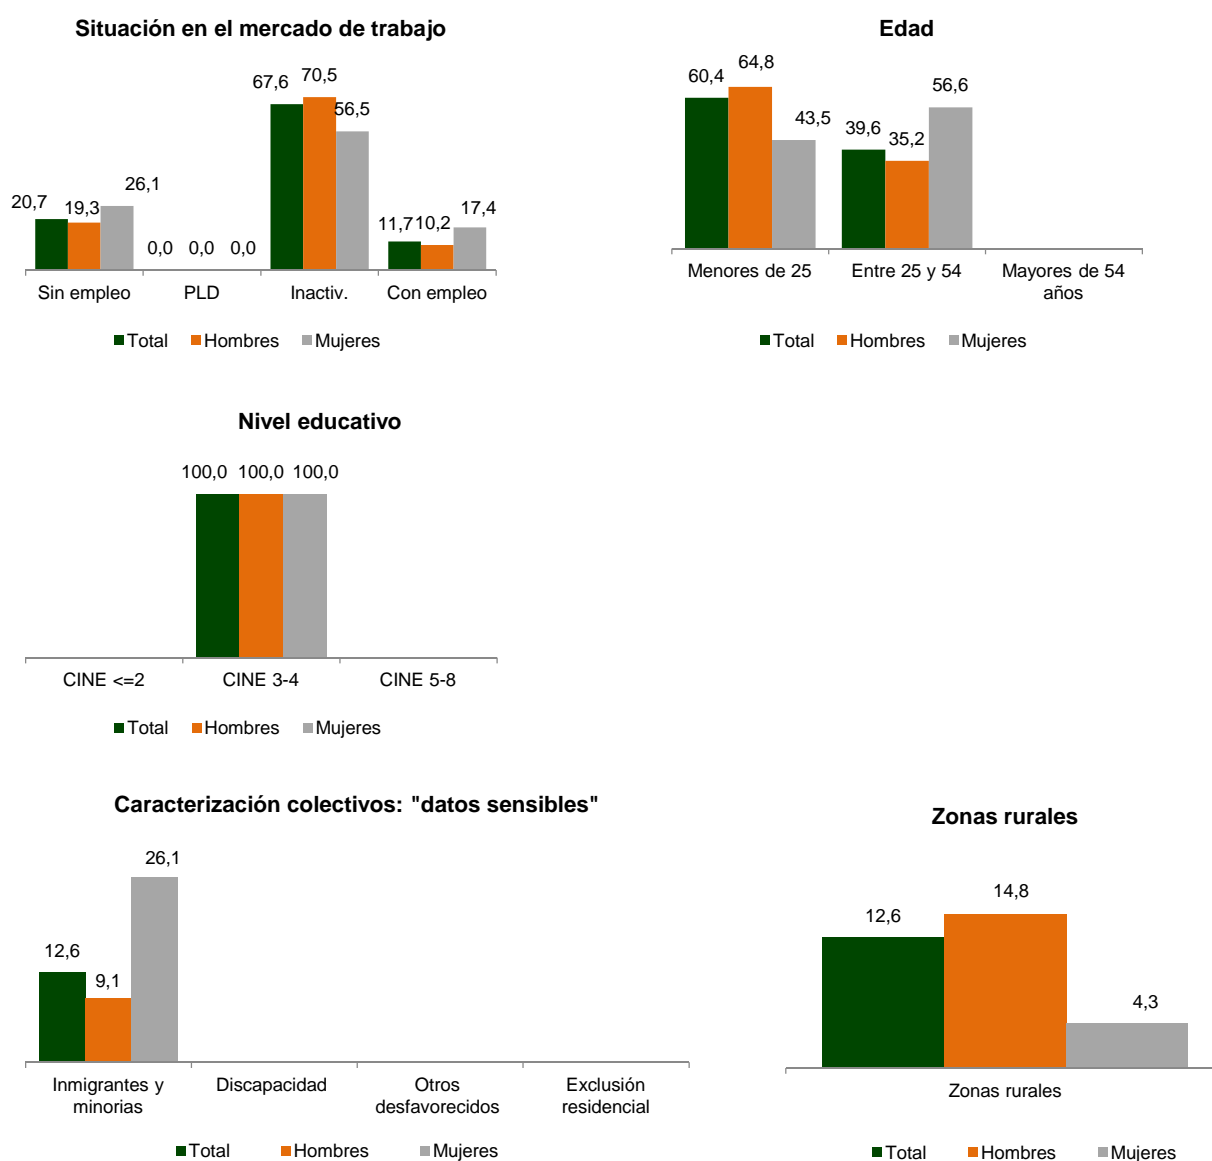 Situación en el mercado de trabajo
67,6 70,5
56,5
26,1
20,7 19,3
17,4
11,7 10,2
0,0 0,0 0,0
Sin empleo PLD Inactiv. Con empleo
Total Hombres Mujeres
Edad
60,4 64,8
56,6
43,5
39,6 35,2
Menores de 25 Entre 25 y 54 Mayores de 54
años
Total Hombres Mujeres
Nivel educativo
100,0 100,0 100,0
CINE <=2 CINE 3-4 CINE 5-8
Total Hombres Mujeres
Caracterización colectivos: "datos sensibles"
26,1
12,6
9,1
Inmigrantes y Discapacidad Otros Exclusión
minorias desfavorecidos residencial
Total Hombres Mujeres
Zonas rurales
14,8
12,6
4,3
Zonas rurales
Total Hombres Mujeres